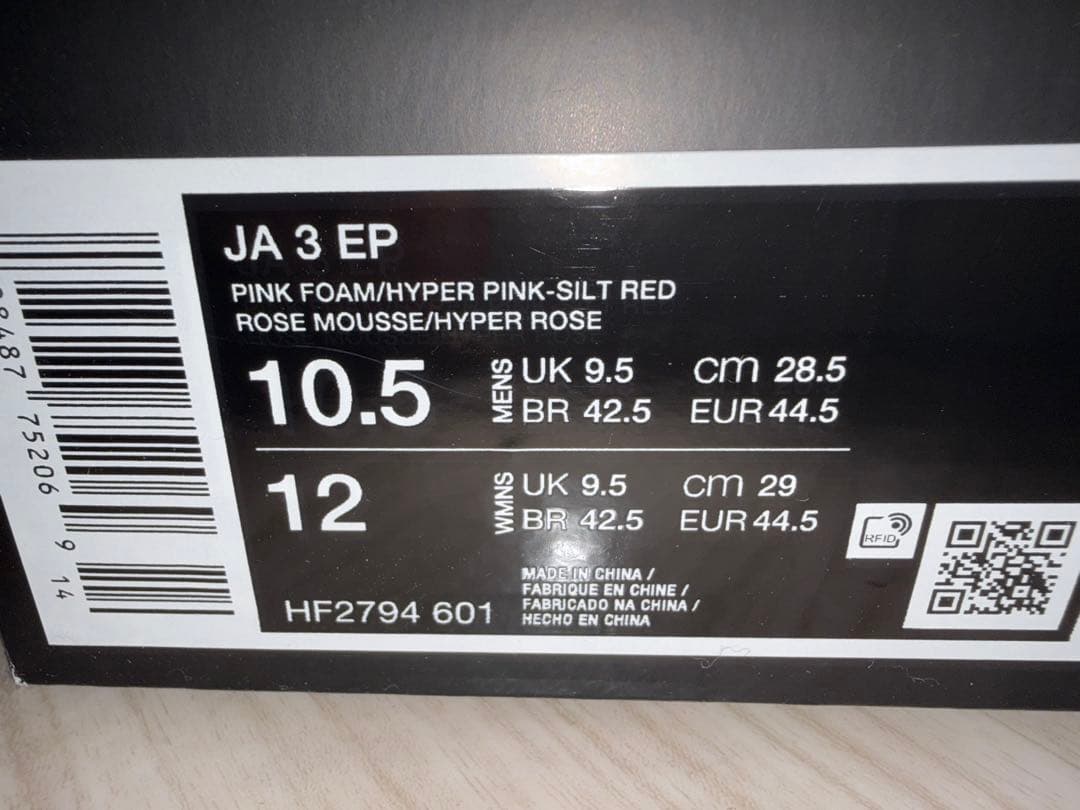 JA 3 EP
PINK FOAM/HYPER PINK-SILT RED
ROSE MOUSSE/HYPER ROSE
10.5 MENS UK 9.5 cm 28.5
BR 42.5 EUR 44.5
12 WMNS UK 9.5 cm 29
BR 42.5 EUR 44.5
RFID
HF2794 601
MADE IN CHINA /
FABRIQUE EN CHINE /
FABRICADO NA CHINA /
HECHO EN CHINA
75206 9 14